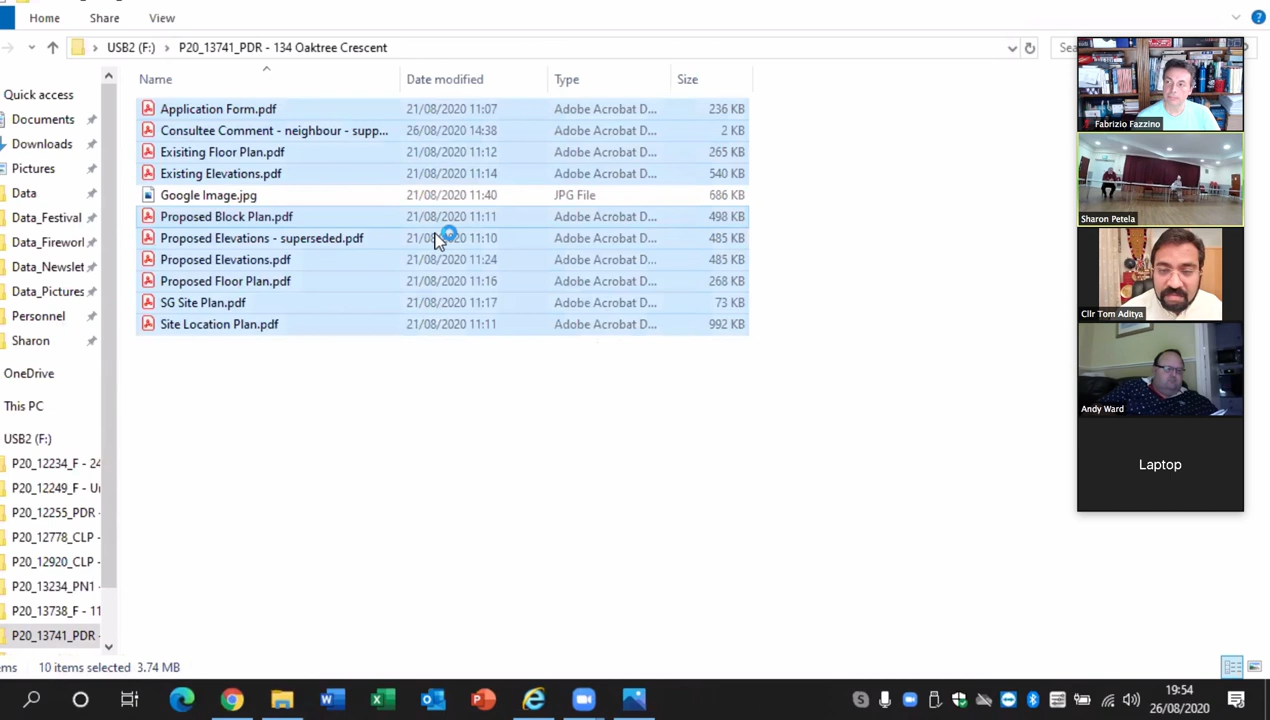 Home Share View
USB2 (F:) P20_13741_PDR - 134 Oaktree Crescent
Name Date modified Type Size
Application Form.pdf 21/08/2020 11:07 Adobe Acrobat D... 236 KB
Consultee Comment - neighbour - supp... 26/08/2020 14:38 Adobe Acrobat D... 2 KB
Exisiting Floor Plan.pdf 21/08/2020 11:12 Adobe Acrobat D... 265 KB
Existing Elevations.pdf 21/08/2020 11:14 Adobe Acrobat D... 540 KB
Google Image.jpg 21/08/2020 11:40 JPG File 686 KB
Proposed Block Plan.pdf 21/08/2020 11:11 Adobe Acrobat D... 498 KB
Proposed Elevations - superseded.pdf 21/08/2020 11:10 Adobe Acrobat D... 485 KB
Proposed Elevations.pdf 21/08/2020 11:24 Adobe Acrobat D... 485 KB
Proposed Floor Plan.pdf 21/08/2020 11:16 Adobe Acrobat D... 268 KB
SG Site Plan.pdf 21/08/2020 11:17 Adobe Acrobat D... 73 KB
Site Location Plan.pdf 21/08/2020 11:11 Adobe Acrobat D... 992 KB
Quick access
Documents
Downloads
Pictures
Data
Data_Festival
Data_Firewor
Data_Newslet
Data_Pictures
Personnel
Sharon
OneDrive
This PC
USB2 (F:)
P20_12234_F - 24
P20_12249_F - Ur
P20_12255_PDR -
P20_12778_CLP -
P20_12920_CLP -
P20_13234_PN1 -
P20_13738_F - 11
P20_13741_PDR -
10 items selected 3.74 MB
Sea
Fabrizio Fazzino
Sharon Petela
Cllr Tom Aditya
Andy Ward
Laptop
19:54
26/08/2020